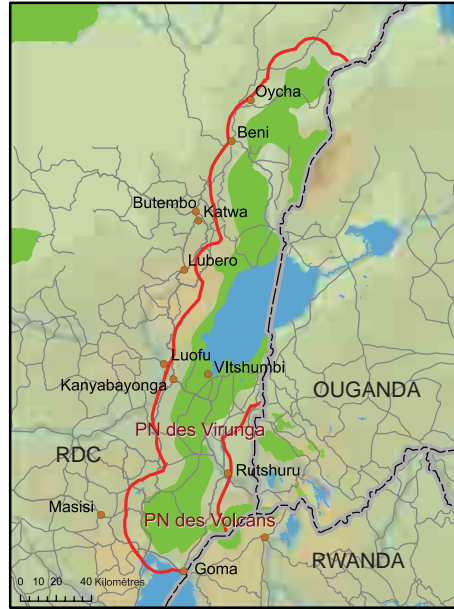 Oycha
Beni
Butembo
Katwa
Lubero
Luofu
VItshumbi
Kanyabayonga
OUGANDA
PN des Virunga
RDC
Rutshuru
Masisi
PN des Volcans
RWANDA
Goma
0 10 20 40 Kilomètres